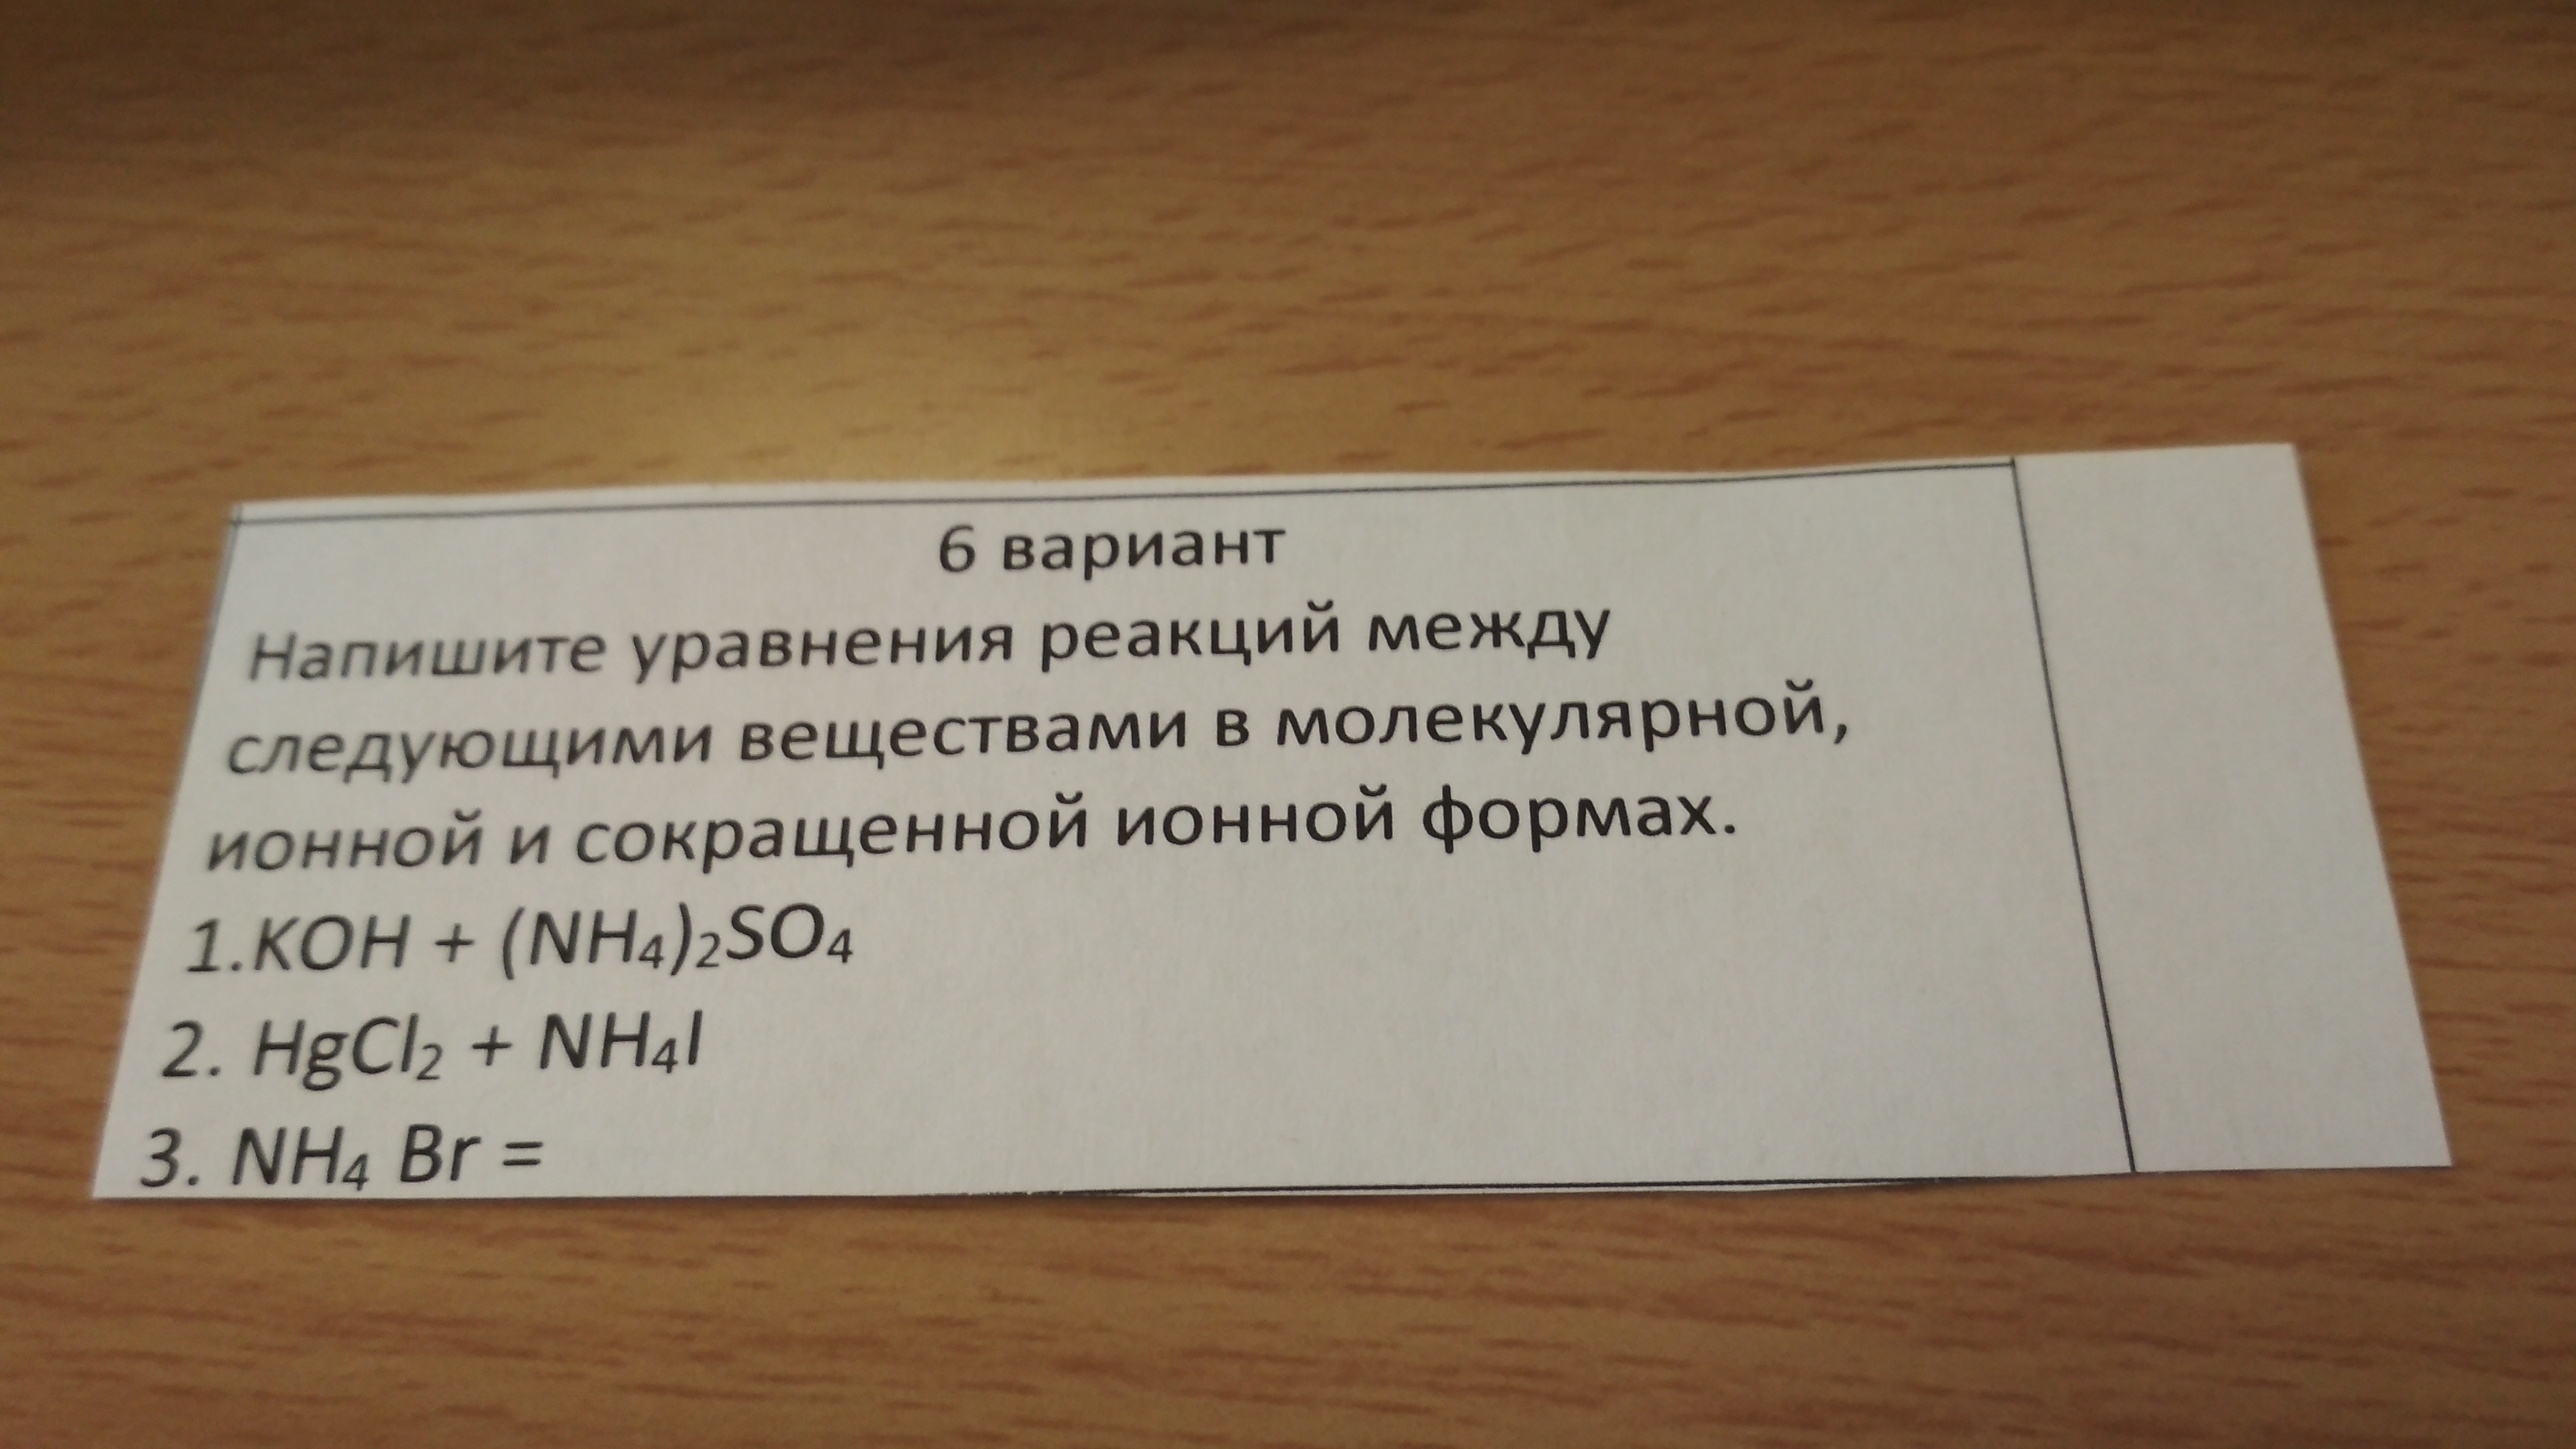 6 вариант
Напишите уравнения реакций между
следующими веществами в молекулярной,
ионной и сокращенной ионной формах.
1.KOH + (NH₄)₂SO₄
2. HgCl₂ + NH₄I
3. NH₄ Br =